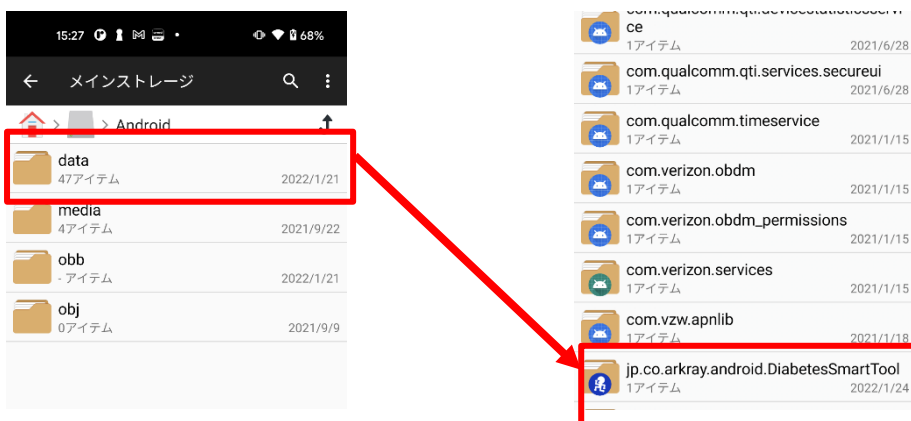 15:27
68%
メインストレージ
Android
data
47アイテム 2022/1/21
media
4アイテム 2021/9/22
obb
- アイテム 2022/1/21
obj
0アイテム 2021/9/9
com.qualcomm.qti.devicestatisticsservi
ce
1アイテム 2021/6/28
com.qualcomm.qti.services.secureui
1アイテム 2021/6/28
com.qualcomm.timeservice
1アイテム 2021/1/15
com.verizon.obdm
1アイテム 2021/1/15
com.verizon.obdm_permissions
1アイテム 2021/1/15
com.verizon.services
1アイテム 2021/1/15
com.vzw.apnlib
1アイテム 2021/1/18
jp.co.arkray.android.DiabetesSmartTool
1アイテム 2022/1/24